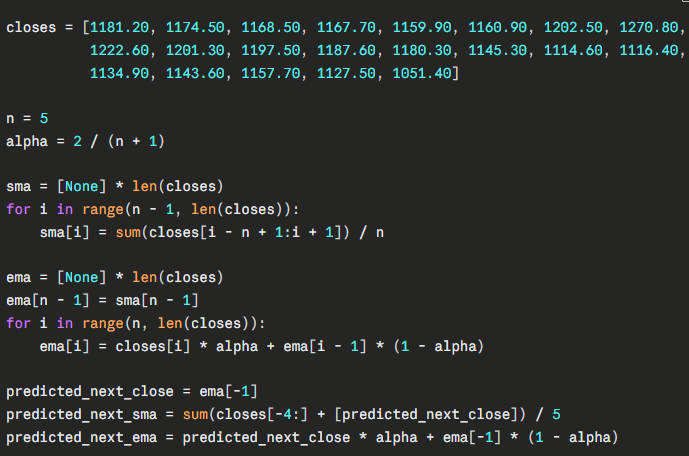 closes = [1181.20, 1174.50, 1168.50, 1167.70, 1159.90, 1160.90, 1202.50, 1270.80,
1222.60, 1201.30, 1197.50, 1187.60, 1180.30, 1145.30, 1114.60, 1116.40,
1134.90, 1143.60, 1157.70, 1127.50, 1051.40]
n = 5
alpha = 2 / (n + 1)
sma = [None] * len(closes)
for i in range(n - 1, len(closes)):
sma[i] = sum(closes[i - n + 1:i + 1]) / n
ema = [None] * len(closes)
ema[n - 1] = sma[n - 1]
for i in range(n, len(closes)):
ema[i] = closes[i] * alpha + ema[i - 1] * (1 - alpha)
predicted_next_close = ema[-1]
predicted_next_sma = sum(closes[-4:] + [predicted_next_close]) / 5
predicted_next_ema = predicted_next_close * alpha + ema[-1] * (1 - alpha)